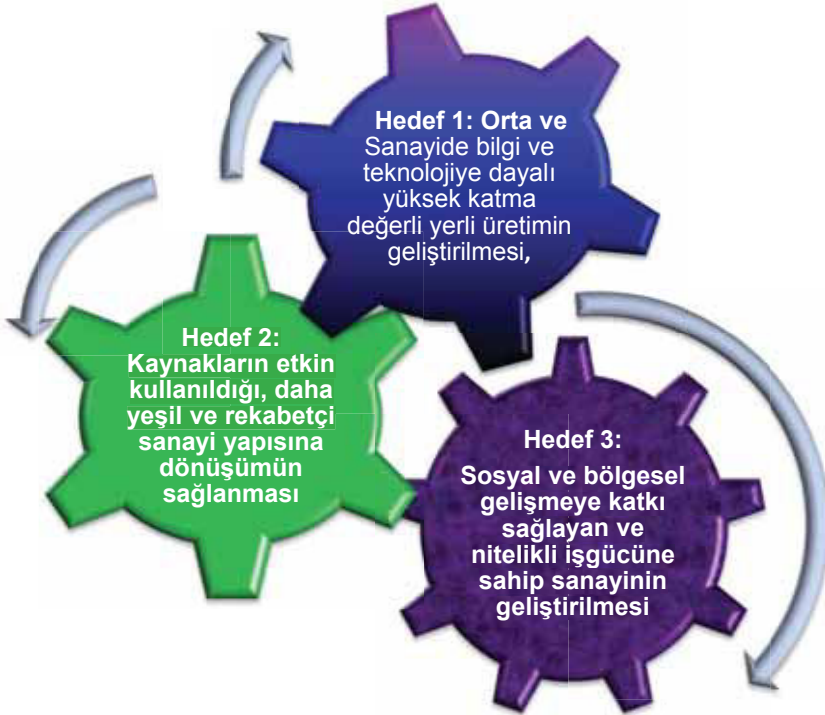 Hedef 1: Orta ve
Sanayide bilgi ve
teknolojiye dayalı
yüksek katma
değerli yerli üretimin
geliştirilmesi,
Hedef 2:
Kaynakların etkin
kullanıldığı, daha
yeşil ve rekabetçi
sanayi yapısına
dönüşümün
sağlanması
Hedef 3:
Sosyal ve bölgesel
gelişmeye katkı
sağlayan ve
nitelikli işgücüne
sahip sanayinin
geliştirilmesi